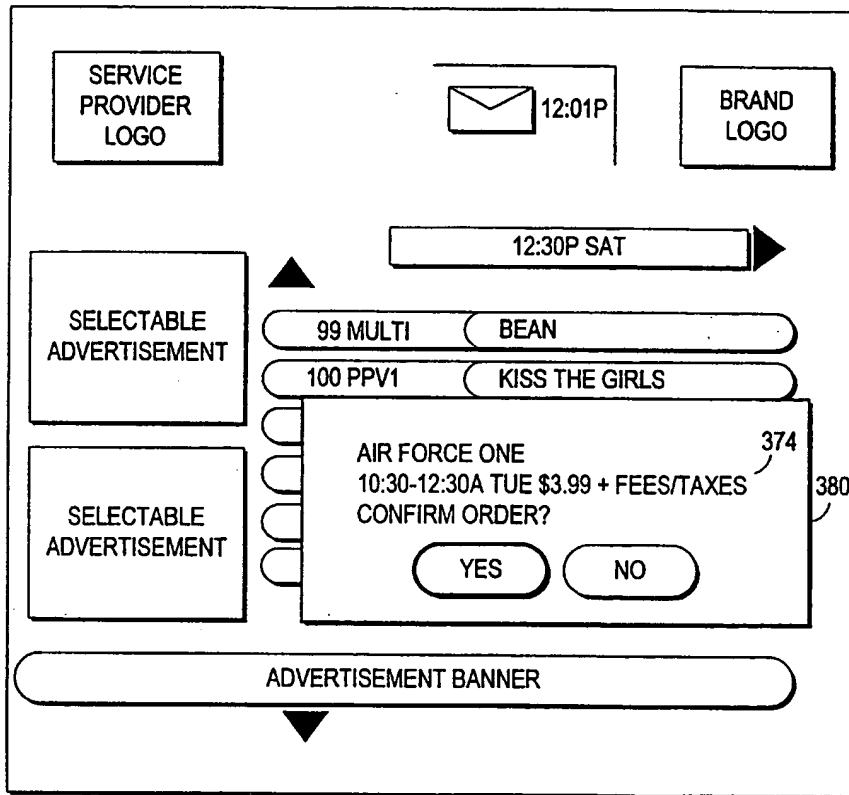 SERVICE
PROVIDER
LOGO
12:01P
BRAND
LOGO
12:30P SAT
SELECTABLE
ADVERTISEMENT
99 MULTI BEAN
100 PPV1 KISS THE GIRLS
AIR FORCE ONE
374
10:30-12:30A TUE $3.99 + FEES/TAXES
380
CONFIRM ORDER?
SELECTABLE
ADVERTISEMENT
YES NO
ADVERTISEMENT BANNER